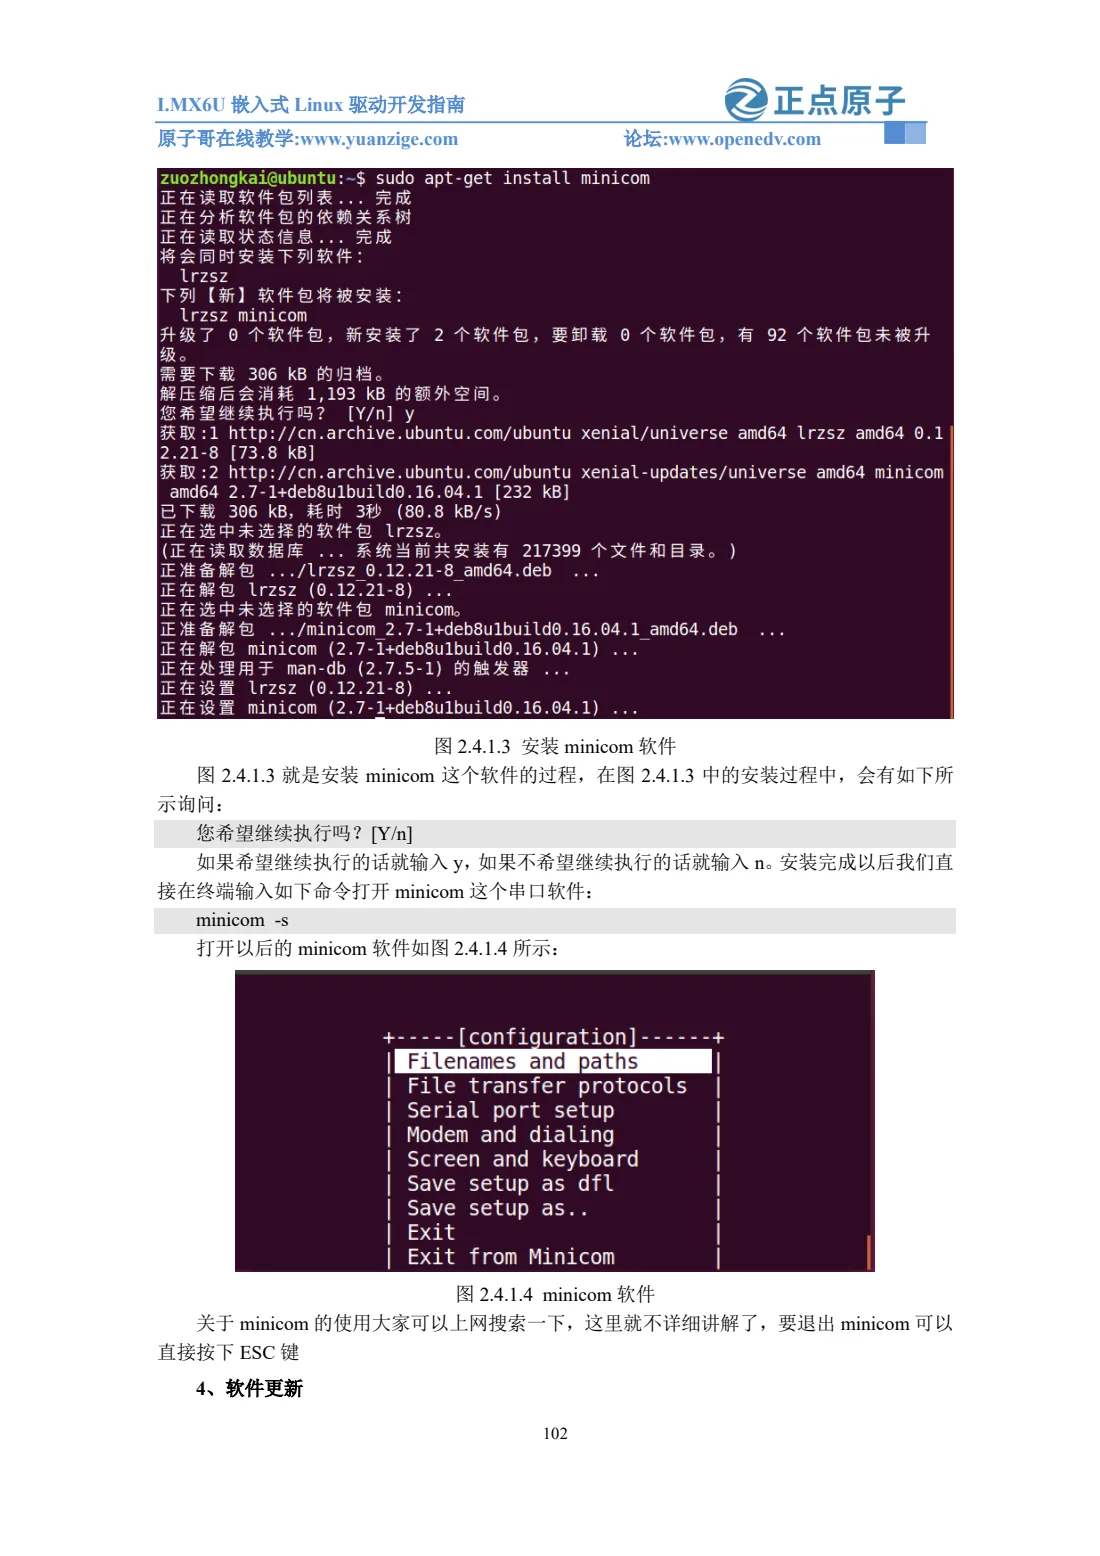 I.MX6U 嵌入式 Linux 驱动开发指南
正点原子
原子哥在线教学:www.yuanzige.com 论坛:www.openedv.com
zuozhongkai@ubuntu:~$ sudo apt-get install minicom
正在读取软件包列表... 完成
正在分析软件包的依赖关系树
正在读取状态信息... 完成
将会同时安装下列软件：
lrzsz
下列【新】软件包将被安装：
lrzsz minicom
升级了 0 个软件包，新安装了 2 个软件包，要卸载 0 个软件包，有 92 个软件包未被升
级。
需要下载 306 kB 的归档。
解压缩后会消耗 1,193 kB 的额外空间。
您希望继续执行吗？ [Y/n] y
获取:1 http://cn.archive.ubuntu.com/ubuntu xenial/universe amd64 lrzsz amd64 0.1
2.21-8 [73.8 kB]
获取:2 http://cn.archive.ubuntu.com/ubuntu xenial-updates/universe amd64 minicom
amd64 2.7-1+deb8u1build0.16.04.1 [232 kB]
已下载 306 kB，耗时 3秒 (80.8 kB/s)
正在选中未选择的软件包 lrzsz。
(正在读取数据库 ... 系统当前共安装有 217399 个文件和目录。)
正准备解包 .../lrzsz_0.12.21-8_amd64.deb ...
正在解包 lrzsz (0.12.21-8) ...
正在选中未选择的软件包 minicom。
正准备解包 .../minicom_2.7-1+deb8u1build0.16.04.1_amd64.deb ...
正在解包 minicom (2.7-1+deb8u1build0.16.04.1) ...
正在处理用于 man-db (2.7.5-1) 的触发器 ...
正在设置 lrzsz (0.12.21-8) ...
正在设置 minicom (2.7-1+deb8u1build0.16.04.1) ...
图 2.4.1.3 安装 minicom 软件
图 2.4.1.3 就是安装 minicom 这个软件的过程，在图 2.4.1.3 中的安装过程中，会有如下所
示询问：
您希望继续执行吗？[Y/n]
如果希望继续执行的话就输入 y，如果不希望继续执行的话就输入 n。安装完成以后我们直
接在终端输入如下命令打开 minicom 这个串口软件：
minicom -s
打开以后的 minicom 软件如图 2.4.1.4 所示：
+-----[configuration]------+
| Filenames and paths |
| File transfer protocols |
| Serial port setup |
| Modem and dialing |
| Screen and keyboard |
| Save setup as dfl |
| Save setup as.. |
| Exit |
| Exit from Minicom |
图 2.4.1.4 minicom 软件
关于 minicom 的使用大家可以上网搜索一下，这里就不详细讲解了，要退出 minicom 可以
直接按下 ESC 键
4、软件更新
102